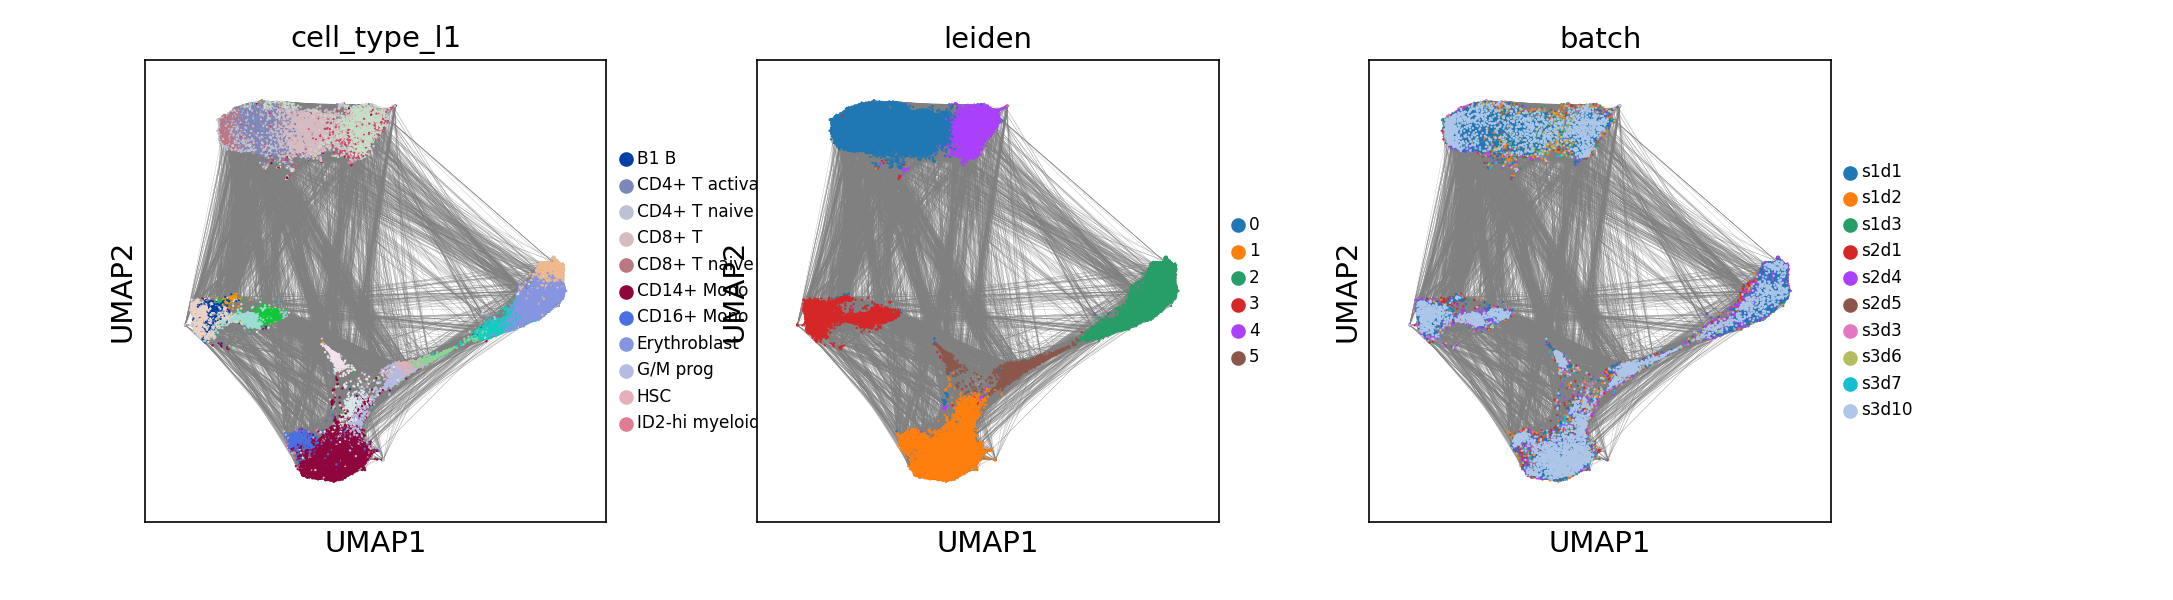 cell_type_l1
UMAP2
UMAP1
B1 B
CD4+ T activa
CD4+ T naive
CD8+ T
CD8+ T naive
CD14+ Mono
CD16+ Mono
Erythroblast
G/M prog
HSC
ID2-hi myeloid
leiden
UMAP2
UMAP1
0
1
2
3
4
5
batch
UMAP2
UMAP1
s1d1
s1d2
s1d3
s2d1
s2d4
s2d5
s3d3
s3d6
s3d7
s3d10